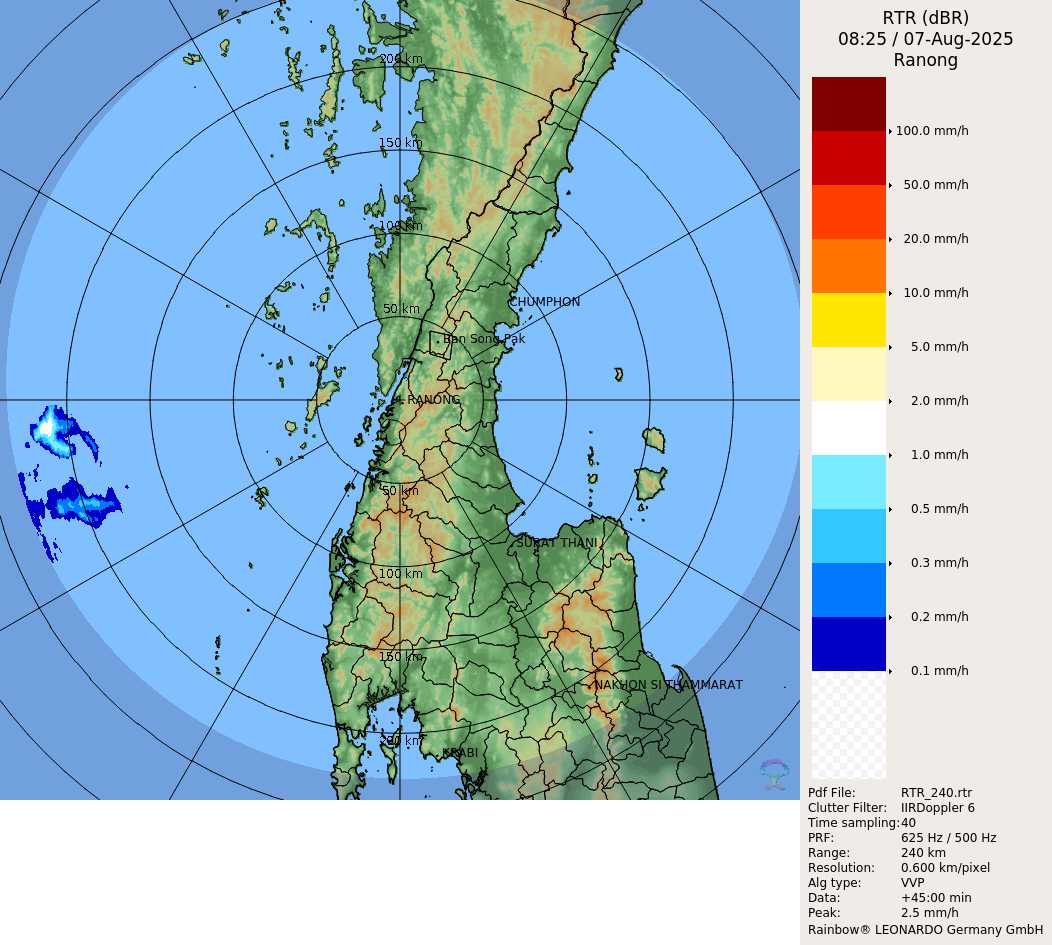 RTR (dBR)
08:25 / 07-Aug-2025
Ranong
200 km
150 km
100 km
50 km
CHUMPHON
Ban Song Pak
RANONG
50 km
SURAT THANI
100 km
150 km
NAKHON SI THAMMARAT
200 km
KRABI
100.0 mm/h
50.0 mm/h
20.0 mm/h
10.0 mm/h
5.0 mm/h
2.0 mm/h
1.0 mm/h
0.5 mm/h
0.3 mm/h
0.2 mm/h
0.1 mm/h
Pdf File: RTR_240.rtr
Clutter Filter: IIRDoppler 6
Time sampling:40
PRF: 625 Hz / 500 Hz
Range: 240 km
Resolution: 0.600 km/pixel
Alg type: VVP
Data: +45:00 min
Peak: 2.5 mm/h
Rainbow® LEONARDO Germany GmbH